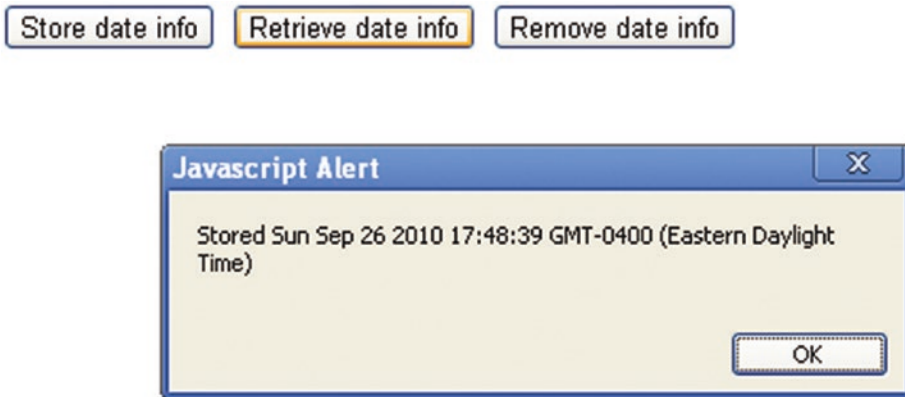 Store date info Retrieve date info Remove date info
Javascript Alert
Stored Sun Sep 26 2010 17:48:39 GMT-0400 (Eastern Daylight
Time)
OK